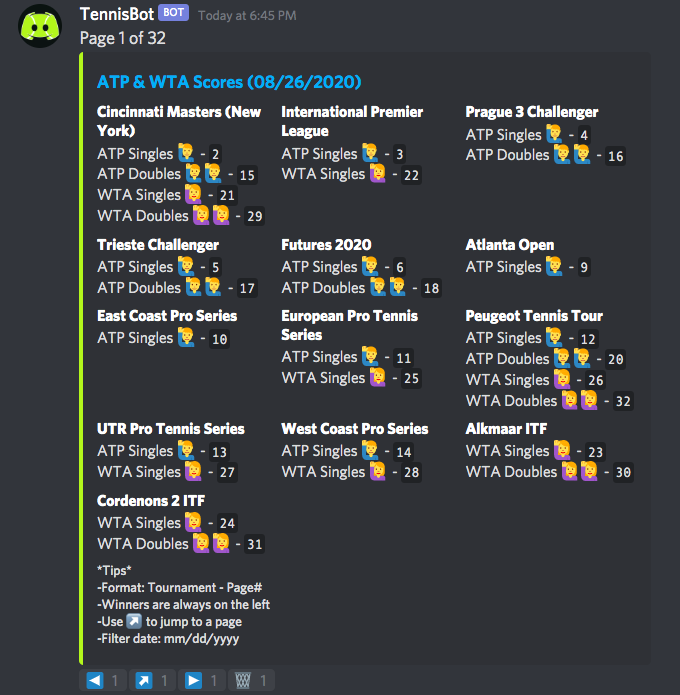 TennisBot BOT Today at 6:45 PM
Page 1 of 32
ATP & WTA Scores (08/26/2020)
Cincinnati Masters (New
York)
ATP Singles 🙋‍♂️ - 2
ATP Doubles 🙋‍♂️🙋‍♂️ - 15
WTA Singles 🙋‍♀️ - 21
WTA Doubles 🙋‍♀️🙋‍♀️ - 29
International Premier
League
ATP Singles 🙋‍♂️ - 3
WTA Singles 🙋‍♀️ - 22
Prague 3 Challenger
ATP Singles 🙋‍♂️ - 4
ATP Doubles 🙋‍♂️🙋‍♂️ - 16
Trieste Challenger
ATP Singles 🙋‍♂️ - 5
ATP Doubles 🙋‍♂️🙋‍♂️ - 17
Futures 2020
ATP Singles 🙋‍♂️ - 6
ATP Doubles 🙋‍♂️🙋‍♂️ - 18
Atlanta Open
ATP Singles 🙋‍♂️ - 9
East Coast Pro Series
ATP Singles 🙋‍♂️ - 10
European Pro Tennis
Series
ATP Singles 🙋‍♂️ - 11
WTA Singles 🙋‍♀️ - 25
Peugeot Tennis Tour
ATP Singles 🙋‍♂️ - 12
ATP Doubles 🙋‍♂️🙋‍♂️ - 20
WTA Singles 🙋‍♀️ - 26
WTA Doubles 🙋‍♀️🙋‍♀️ - 32
UTR Pro Tennis Series
ATP Singles 🙋‍♂️ - 13
WTA Singles 🙋‍♀️ - 27
West Coast Pro Series
ATP Singles 🙋‍♂️ - 14
WTA Singles 🙋‍♀️ - 28
Alkmaar ITF
WTA Singles 🙋‍♀️ - 23
WTA Doubles 🙋‍♀️🙋‍♀️ - 30
Cordenons 2 ITF
WTA Singles 🙋‍♀️ - 24
WTA Doubles 🙋‍♀️🙋‍♀️ - 31
*Tips*
-Format: Tournament - Page#
-Winners are always on the left
-Use ↗️ to jump to a page
-Filter date: mm/dd/yyyy
◀️ 1 ↗️ 1 ▶️ 1 🗑️ 1